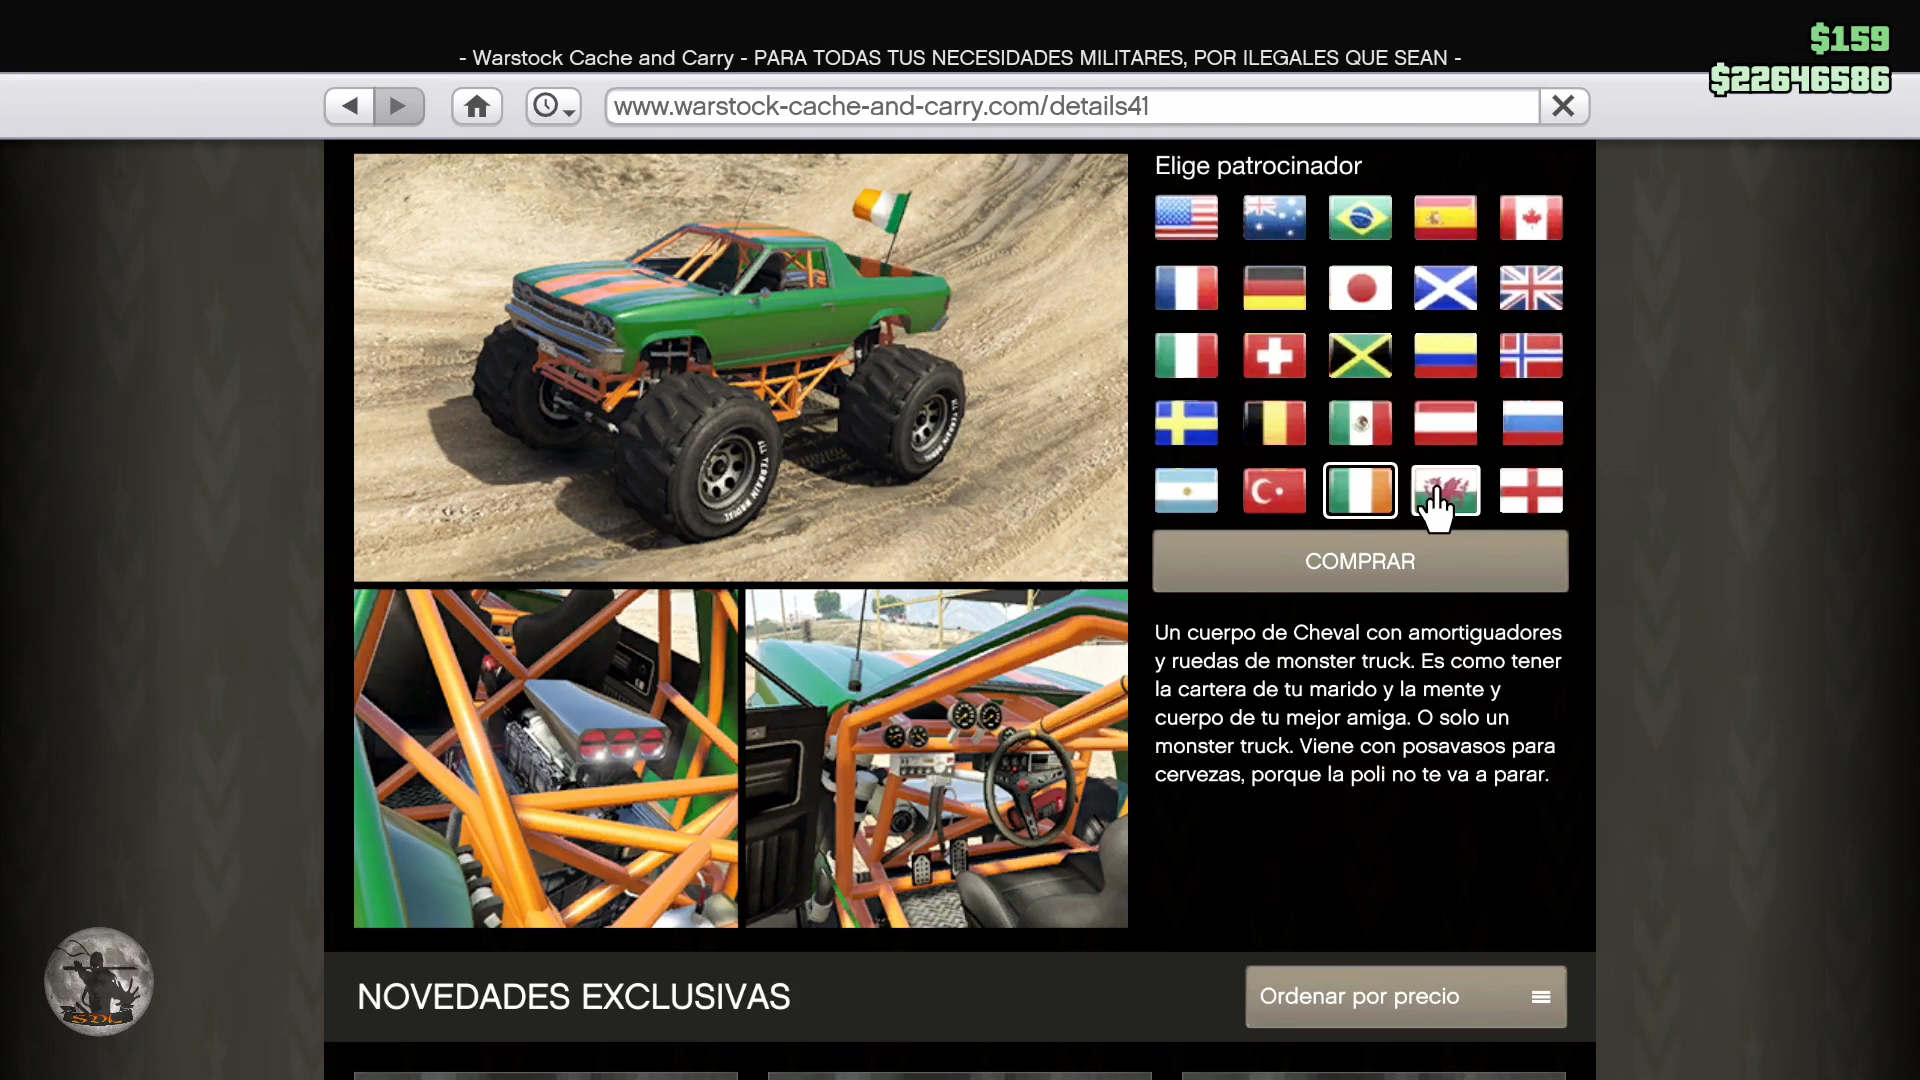 $159
- Warstock Cache and Carry - PARA TODAS TUS NECESIDADES MILITARES, POR ILEGALES QUE SEAN -
$22646586
www.warstock-cache-and-carry.com/details41
Elige patrocinador
COMPRAR
Un cuerpo de Cheval con amortiguadores
y ruedas de monster truck. Es como tener
la cartera de tu marido y la mente y
cuerpo de tu mejor amiga. O solo un
monster truck. Viene con posavasos para
cervezas, porque la poli no te va a parar.
NOVEDADES EXCLUSIVAS
Ordenar por precio